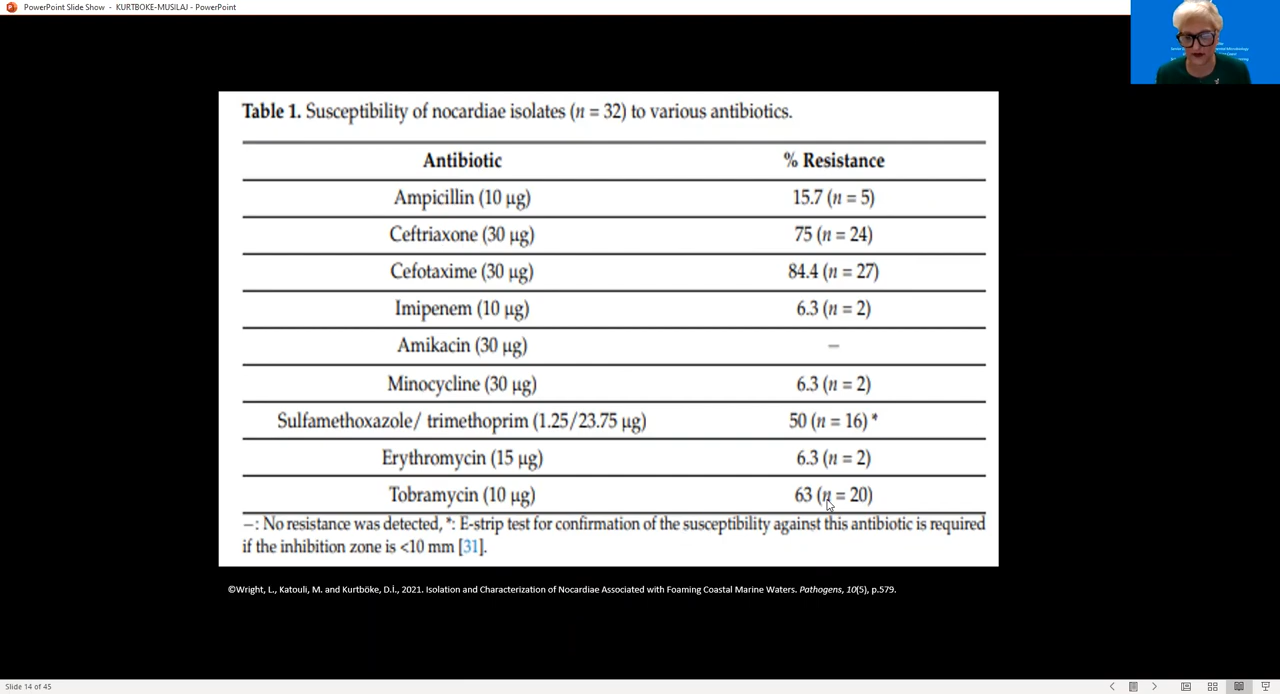 PowerPoint Slide Show - KURTBOKE-MUSILAJ - PowerPoint
Table 1. Susceptibility of nocardiae isolates (n = 32) to various antibiotics.
Antibiotic % Resistance
Ampicillin (10 µg) 15.7 (n = 5)
Ceftriaxone (30 µg) 75 (n = 24)
Cefotaxime (30 µg) 84.4 (n = 27)
Imipenem (10 µg) 6.3 (n = 2)
Amikacin (30 µg) –
Minocycline (30 µg) 6.3 (n = 2)
Sulfamethoxazole/ trimethoprim (1.25/23.75 µg) 50 (n = 16) *
Erythromycin (15 µg) 6.3 (n = 2)
Tobramycin (10 µg) 63 (n = 20)
–: No resistance was detected, *: E-strip test for confirmation of the susceptibility against this antibiotic is required
if the inhibition zone is <10 mm [31].
©Wright, L., Katouli, M. and Kurtböke, D.İ., 2021. Isolation and Characterization of Nocardiae Associated with Foaming Coastal Marine Waters. Pathogens, 10(5), p.579.
Slide 14 of 45